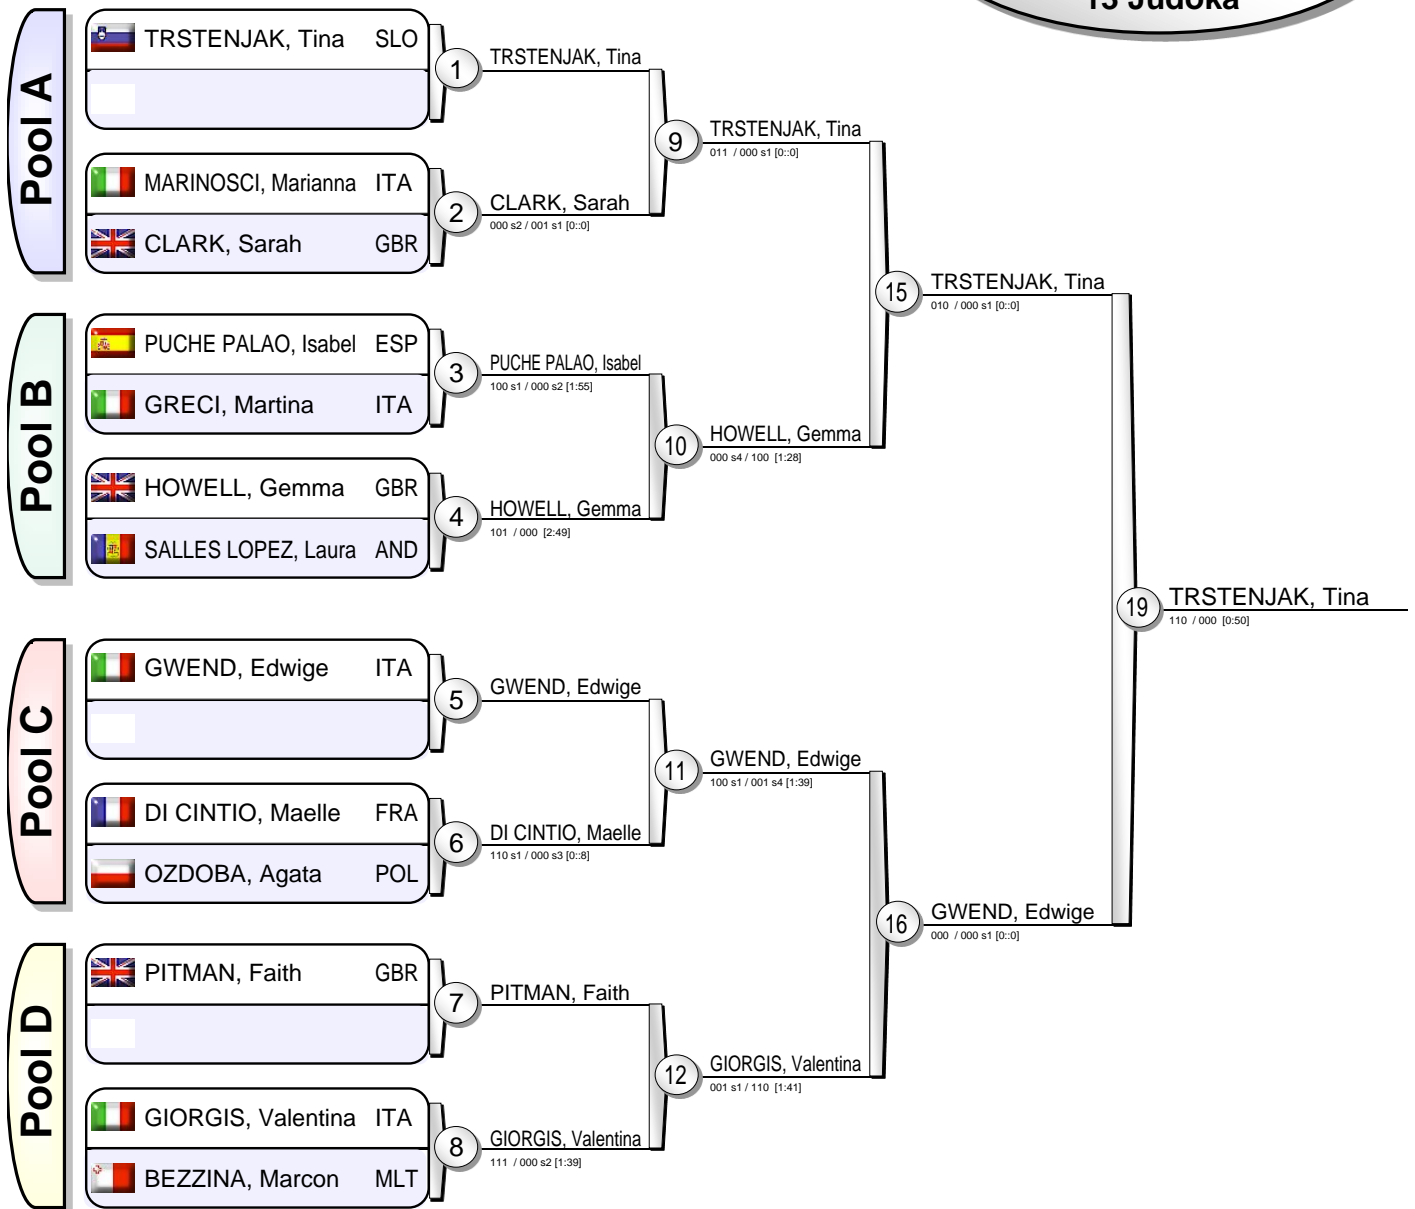 13 Judoka
Pool A
TRSTENJAK, Tina SLO
MARINOSCI, Marianna ITA
CLARK, Sarah GBR
Pool B
PUCHE PALAO, Isabel ESP
GRECI, Martina ITA
HOWELL, Gemma GBR
SALLES LOPEZ, Laura AND
Pool C
GWEND, Edwige ITA
DI CINTIO, Maelle FRA
OZDOBA, Agata POL
Pool D
PITMAN, Faith GBR
GIORGIS, Valentina ITA
BEZZINA, Marcon MLT
1 TRSTENJAK, Tina
2 CLARK, Sarah
000 s2 / 001 s1 [0::0]
3 PUCHE PALAO, Isabel
100 s1 / 000 s2 [1:55]
4 HOWELL, Gemma
101 / 000 [2:49]
5 GWEND, Edwige
6 DI CINTIO, Maelle
110 s1 / 000 s3 [0::8]
7 PITMAN, Faith
8 GIORGIS, Valentina
111 / 000 s2 [1:39]
9 TRSTENJAK, Tina
011 / 000 s1 [0::0]
10 HOWELL, Gemma
000 s4 / 100 [1:28]
11 GWEND, Edwige
100 s1 / 001 s4 [1:39]
12 GIORGIS, Valentina
001 s1 / 110 [1:41]
15 TRSTENJAK, Tina
010 / 000 s1 [0::0]
16 GWEND, Edwige
000 / 000 s1 [0::0]
19 TRSTENJAK, Tina
110 / 000 [0:50]